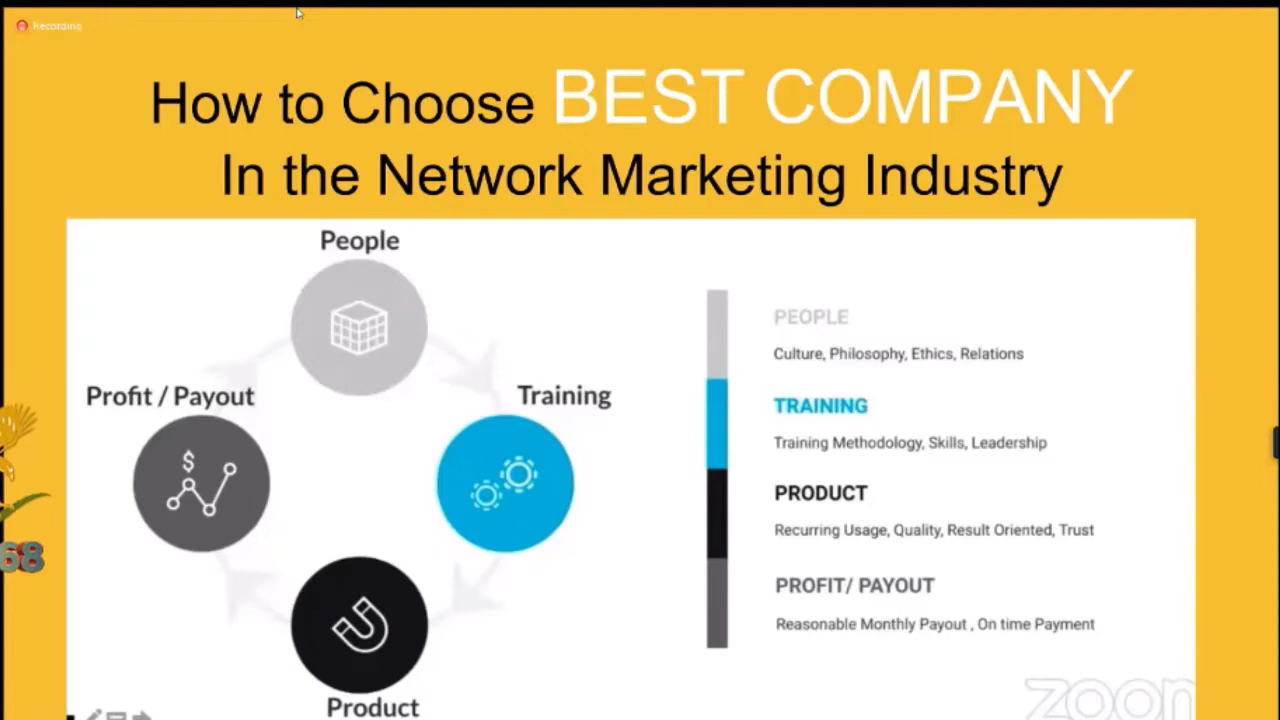 Recording
How to Choose BEST COMPANY
In the Network Marketing Industry
People
Profit / Payout
Training
Product
$
PEOPLE
Culture, Philosophy, Ethics, Relations
TRAINING
Training Methodology, Skills, Leadership
PRODUCT
Recurring Usage, Quality, Result Oriented, Trust
PROFIT/ PAYOUT
Reasonable Monthly Payout , On time Payment
68
zoom